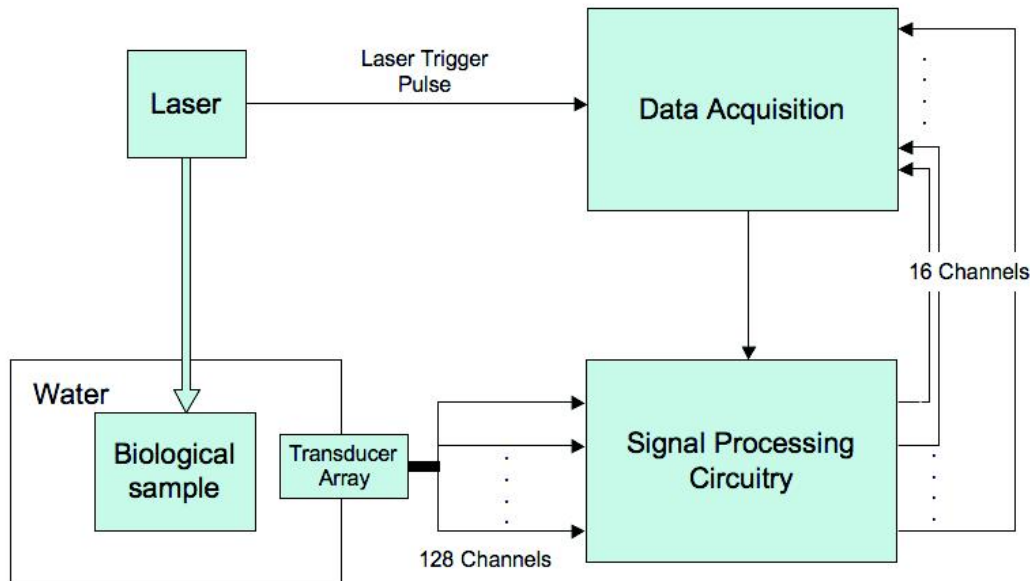 Laser
Laser Trigger
Pulse
Data Acquisition
16 Channels
Water
Biological
sample
Transducer
Array
Signal Processing
Circuitry
128 Channels